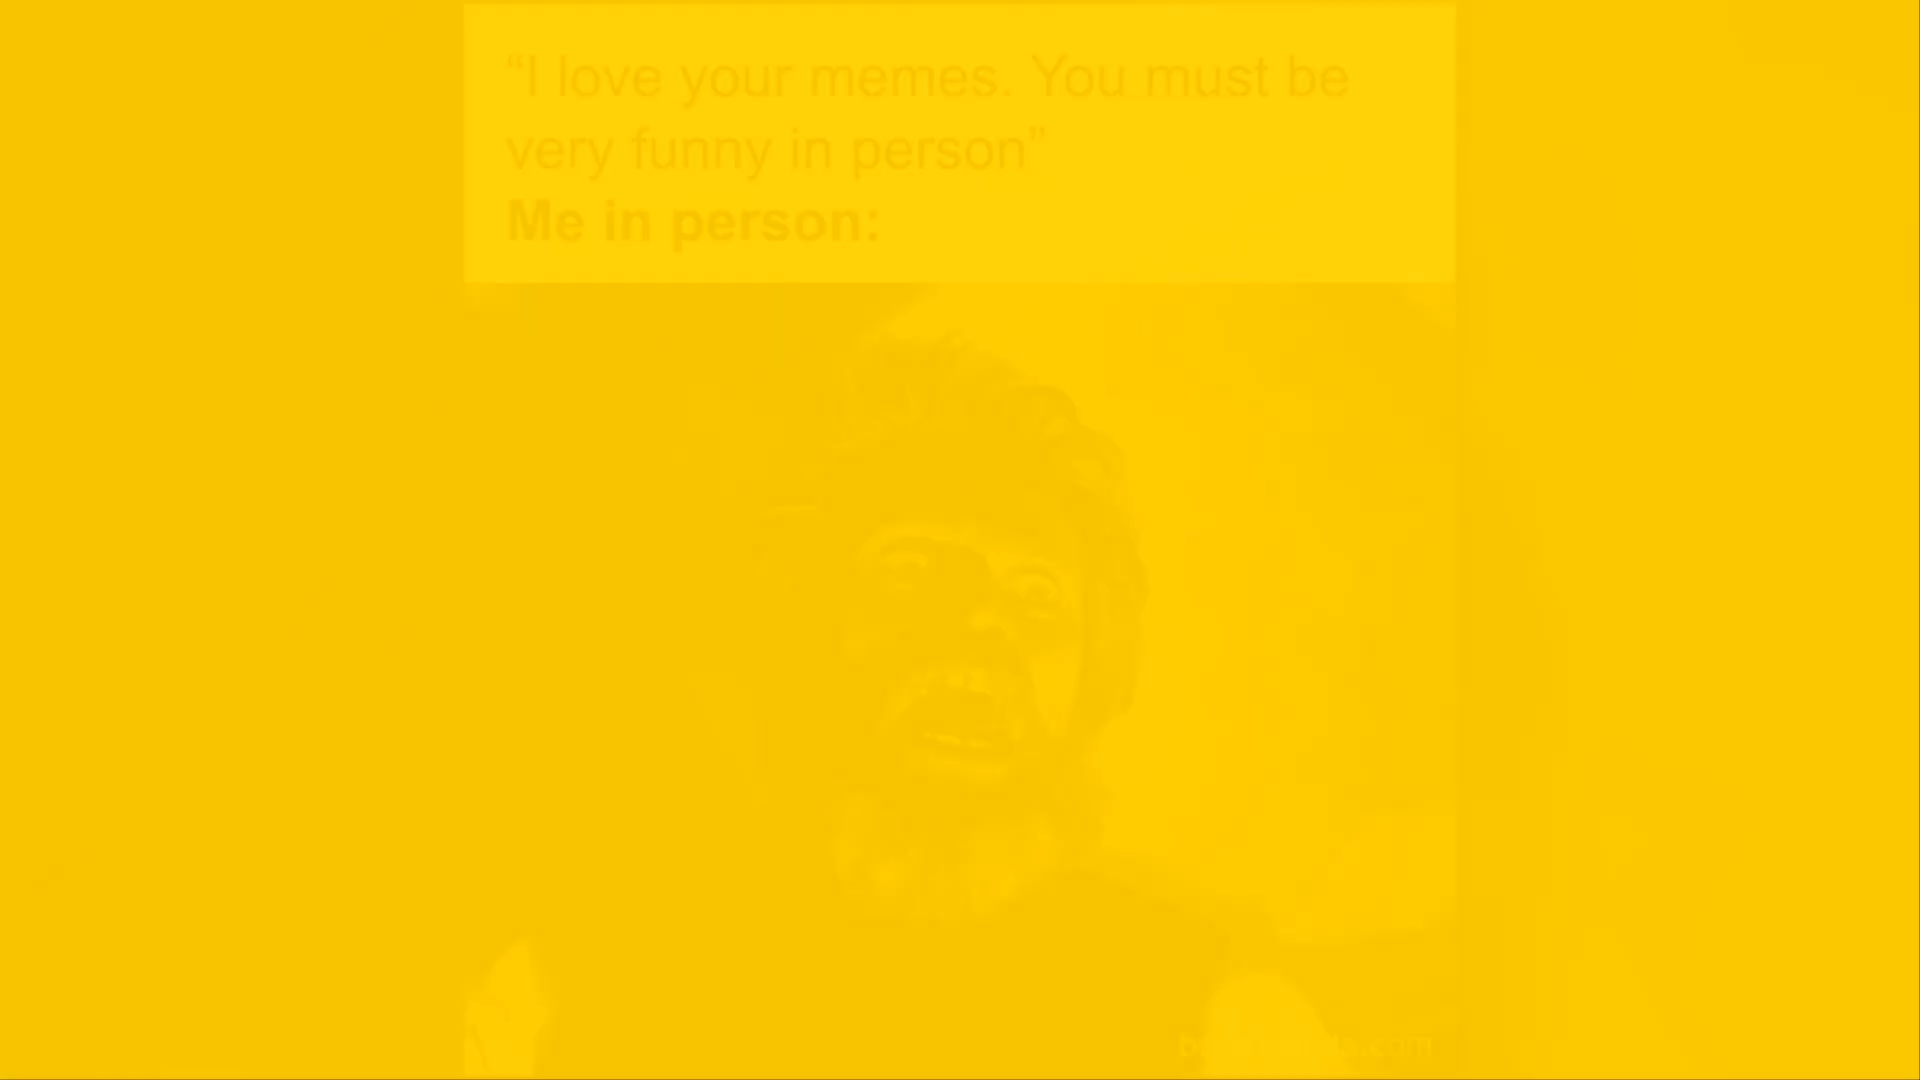 “I love your memes. You must be
very funny in person”
Me in person: